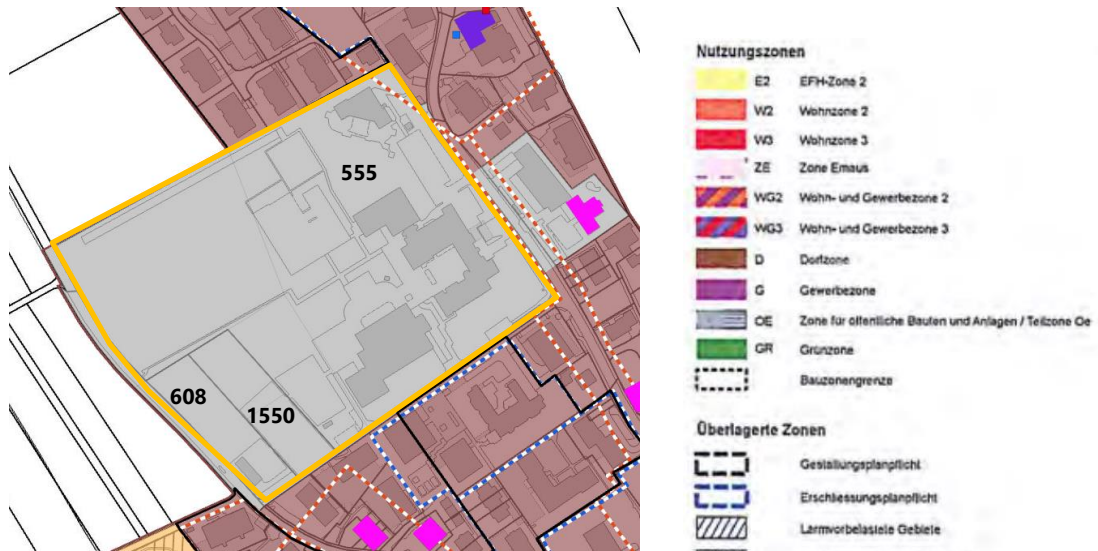 555
608
1550
Nutzungszonen
E2 EFH-Zone 2
W2 Wohnzone 2
W3 Wohnzone 3
ZE Zone Emaus
WG2 Wohn- und Gewerbezone 2
WG3 Wohn- und Gewerbezone 3
D Dorfzone
G Gewerbezone
OE Zone für öffentliche Bauten und Anlagen / Teilzone Oe
GR Grünzone
Bauzonengrenze
Überlagerte Zonen
Gestaltungsplanpflicht
Erschliessungsplanpflicht
Lärmvorbelastete Gebiete